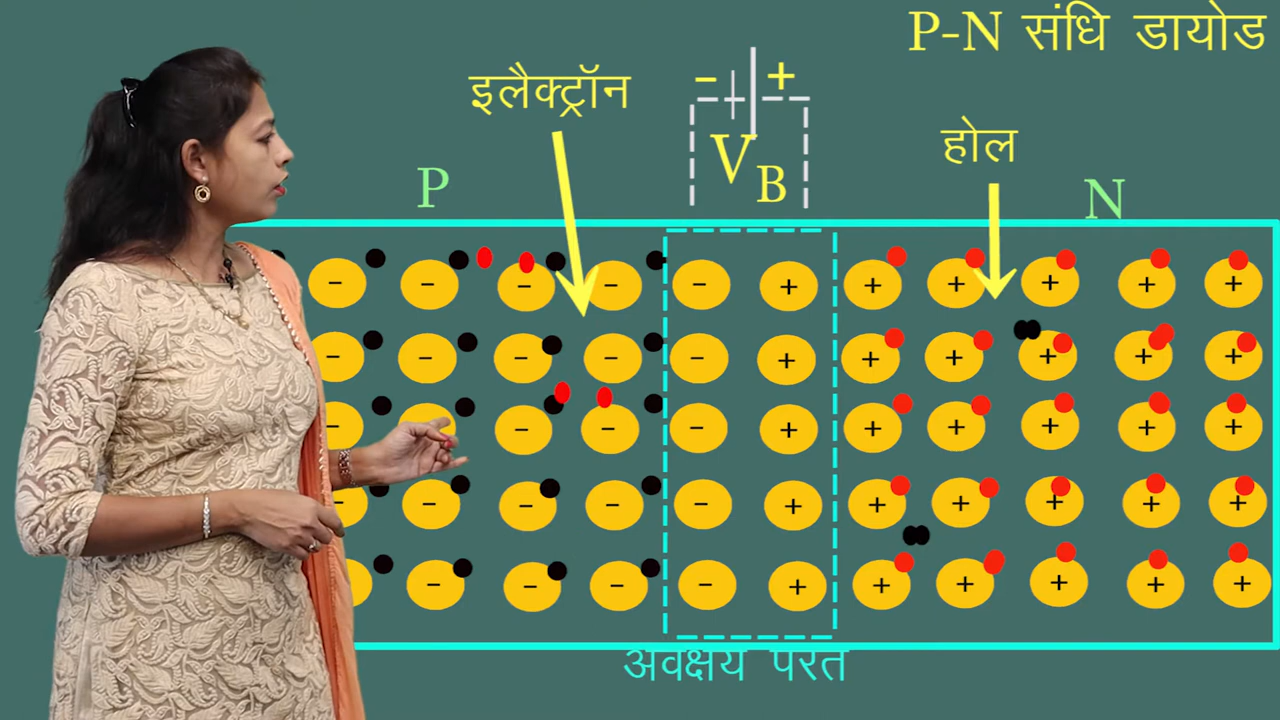 P-N संधि डायोड
इलैक्ट्रॉन
- +
V_B
होल
P
N
अवक्षय परत